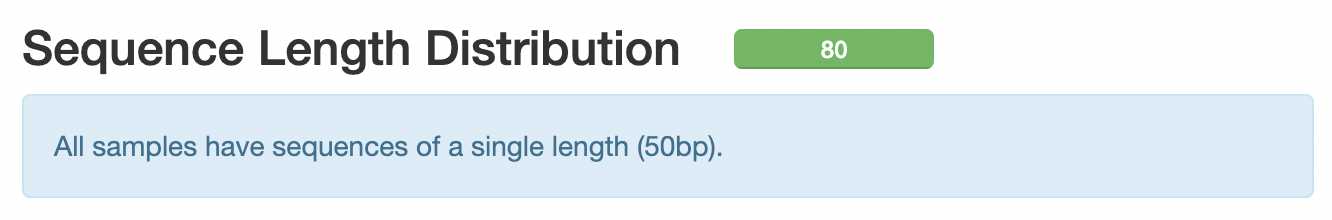 Sequence Length Distribution 80
All samples have sequences of a single length (50bp).